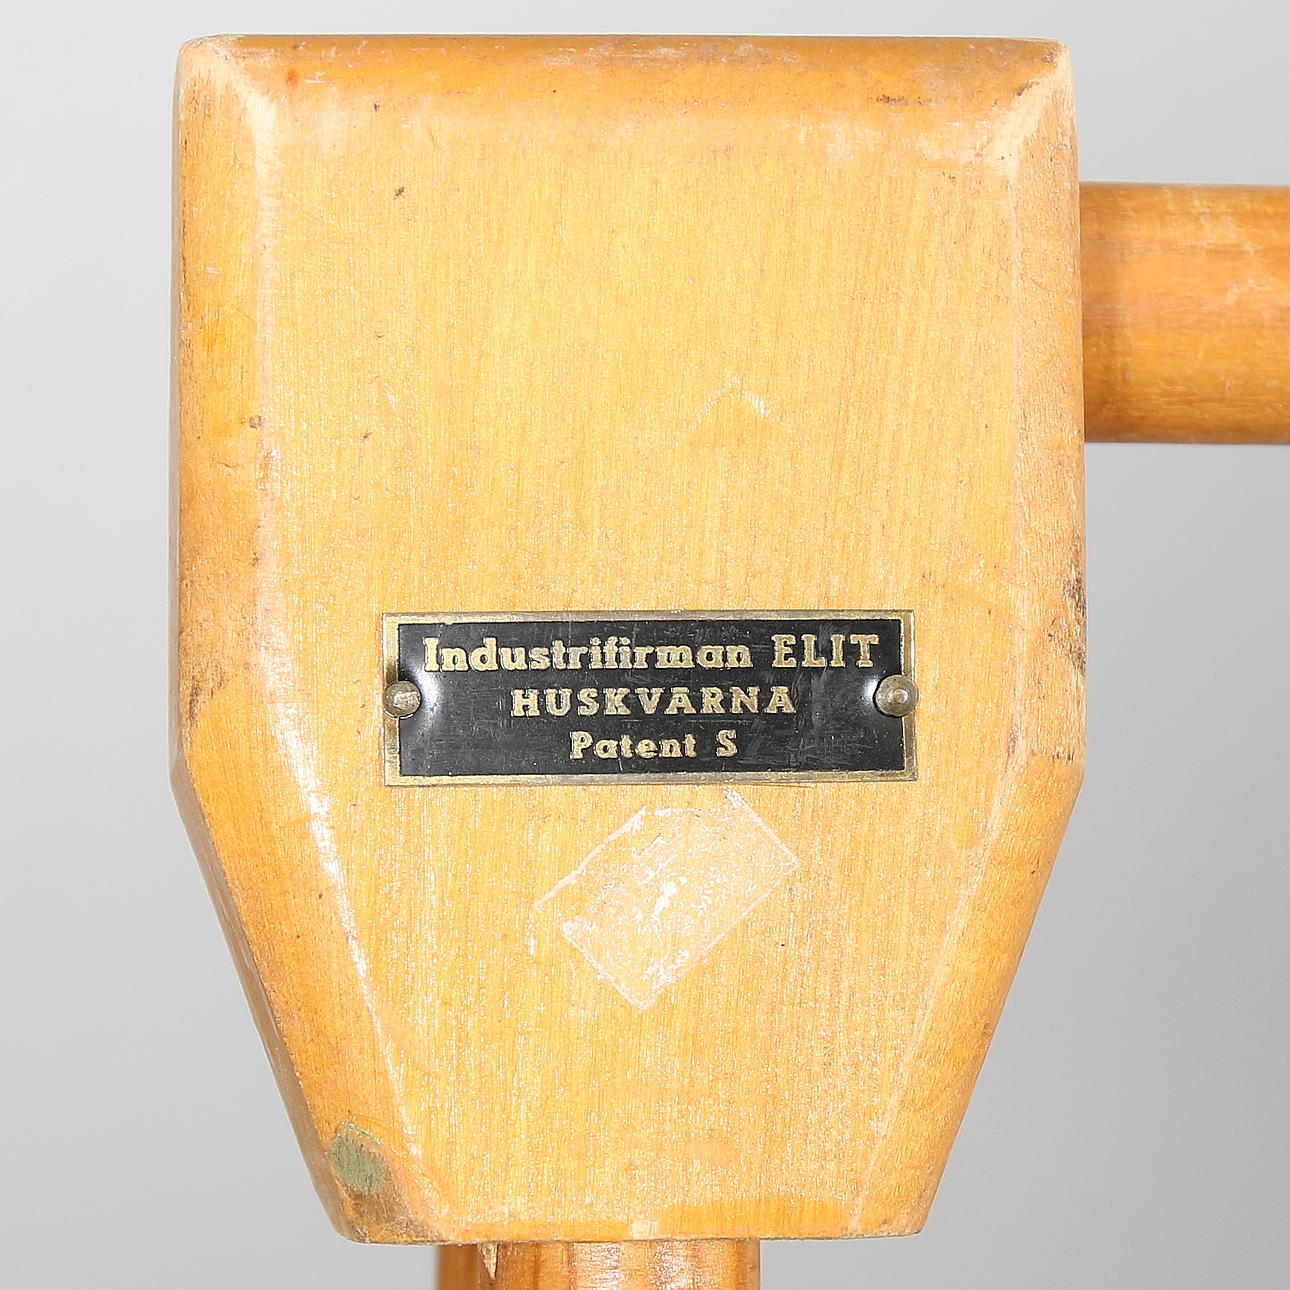 Industrifirman ELIT
HUSKVARNA
Patent S